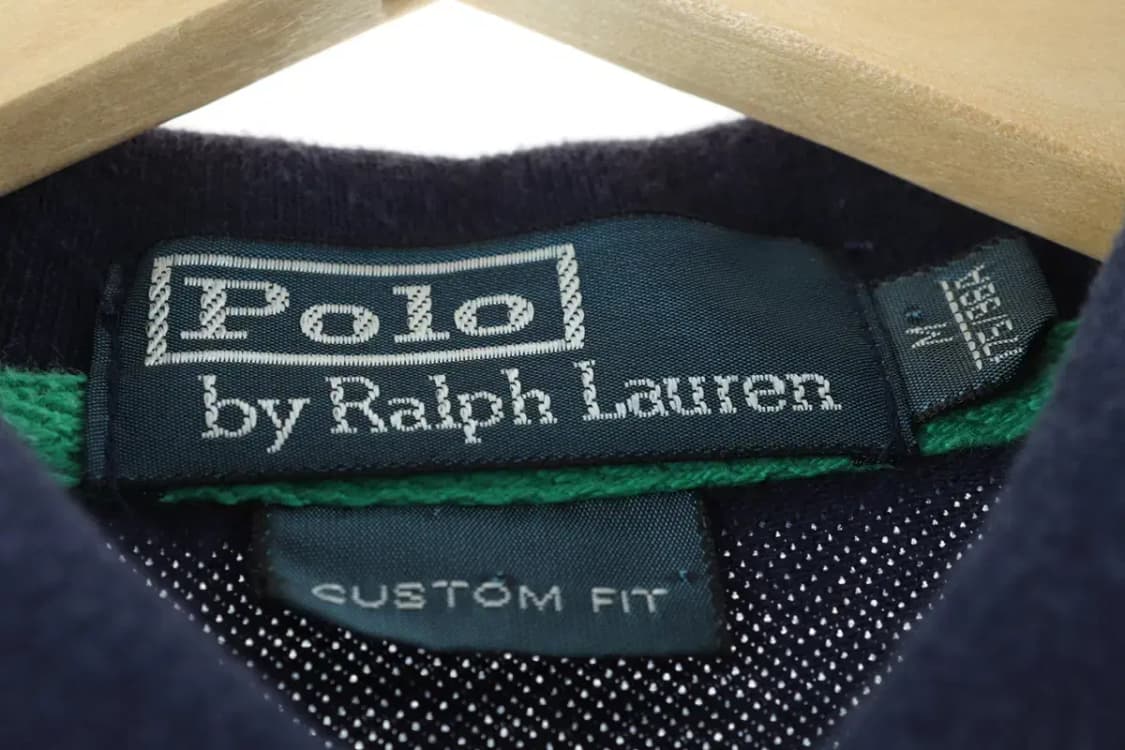 Polo
by Ralph Lauren
M
CUSTOM FIT